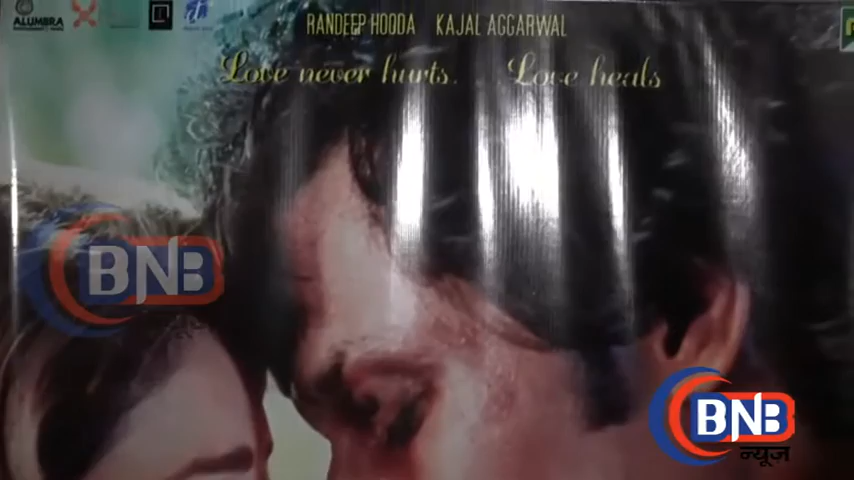 ALUMBRA
RANDEEP HOODA KAJAL AGGARWAL
Love never hurts. Love heals
BNB
BNB
न्यूज़